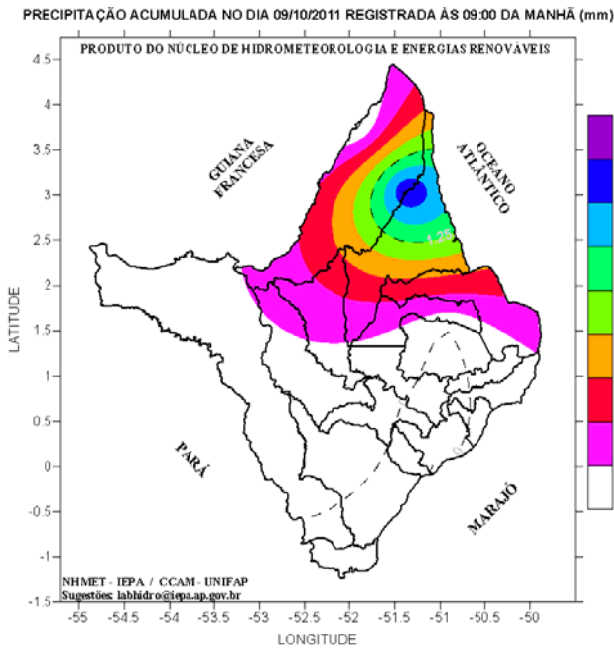 PRECIPITAÇÃO ACUMULADA NO DIA 09/10/2011 REGISTRADA ÀS 09:00 DA MANHÃ (mm)
PRODUTO DO NÚCLEO DE HIDROMETEOROLOGIA E ENERGIAS RENOVÁVEIS
GUIANA
FRANCESA
OCEANO
ATLÂNTICO
1.25
0
PARÁ
MARAJÓ
LATITUDE
4.5
4
3.5
3
2.5
2
1.5
1
0.5
0
-0.5
-1
-1.5
NHMET - IEPA / CCAM - UNIFAP
Sugestões: labhidro@iepa.ap.gov.br
-55 -54.5 -54 -53.5 -53 -52.5 -52 -51.5 -51 -50.5 -50
LONGITUDE